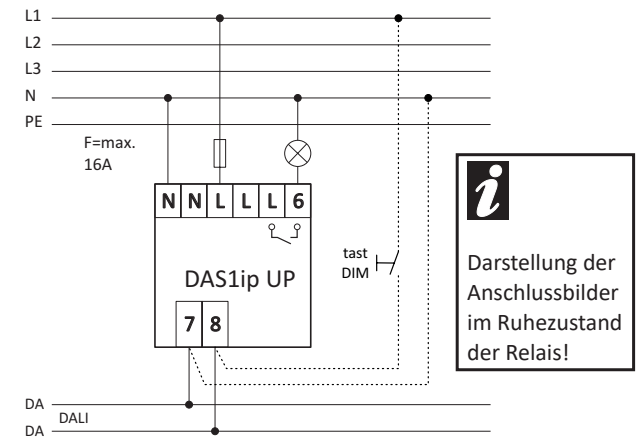 L1
L2
L3
N
PE
F=max.
16A
N N L L L 6
tast
DIM
DAS1ip UP
7 8
i
Darstellung der
Anschlussbilder
im Ruhezustand
der Relais!
DA
DALI
DA